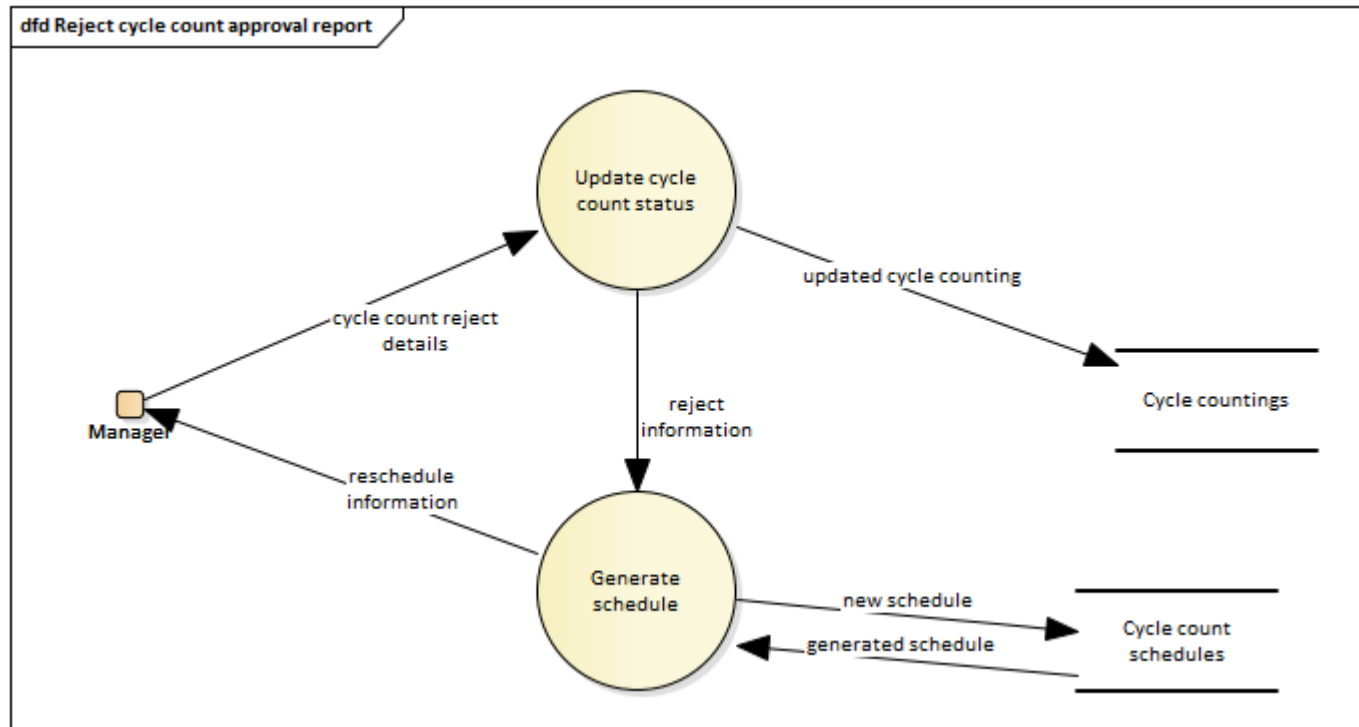 dfd Reject cycle count approval report
Update cycle
count status
updated cycle counting
cycle count reject
details
Cycle countings
Manager
reject
information
reschedule
information
Generate
schedule
new schedule
generated schedule
Cycle count
schedules